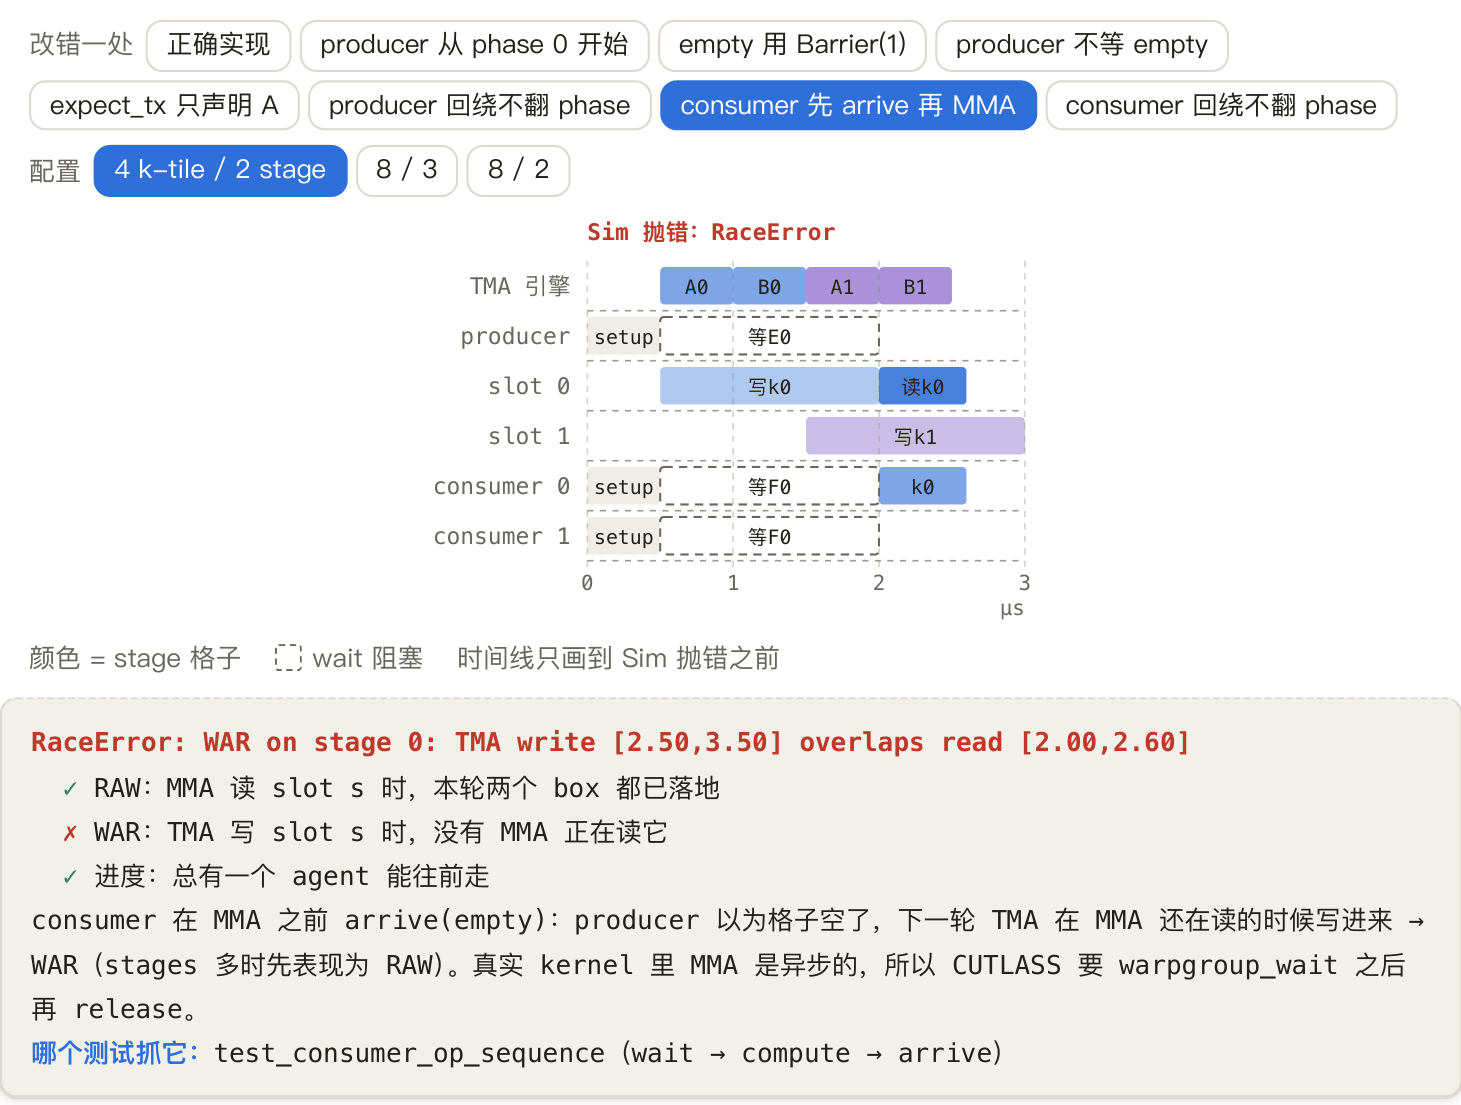 改错一处 正确实现 producer 从 phase 0 开始 empty 用 Barrier(1) producer 不等 empty
expect_tx 只声明 A producer 回绕不翻 phase consumer 先 arrive 再 MMA consumer 回绕不翻 phase
配置 4 k-tile / 2 stage 8 / 3 8 / 2
Sim 抛错: RaceError
TMA 引擎 A0 B0 A1 B1
producer setup 等E0
slot 0 写k0 读k0
slot 1 写k1
consumer 0 setup 等F0 k0
consumer 1 setup 等F0
0 1 2 3
µs
颜色 = stage 格子 wait 阻塞 时间线只画到 Sim 抛错之前
RaceError: WAR on stage 0: TMA write [2.50,3.50] overlaps read [2.00,2.60]
✓ RAW: MMA 读 slot s 时，本轮两个 box 都已落地
✗ WAR: TMA 写 slot s 时，没有 MMA 正在读它
✓ 进度: 总有一个 agent 能往前走
consumer 在 MMA 之前 arrive(empty)：producer 以为格子空了，下一轮 TMA 在 MMA 还在读的时候写进来 →
WAR（stages 多时先表现为 RAW）。真实 kernel 里 MMA 是异步的，所以 CUTLASS 要 warpgroup_wait 之后
再 release。
哪个测试抓它: test_consumer_op_sequence（wait → compute → arrive）